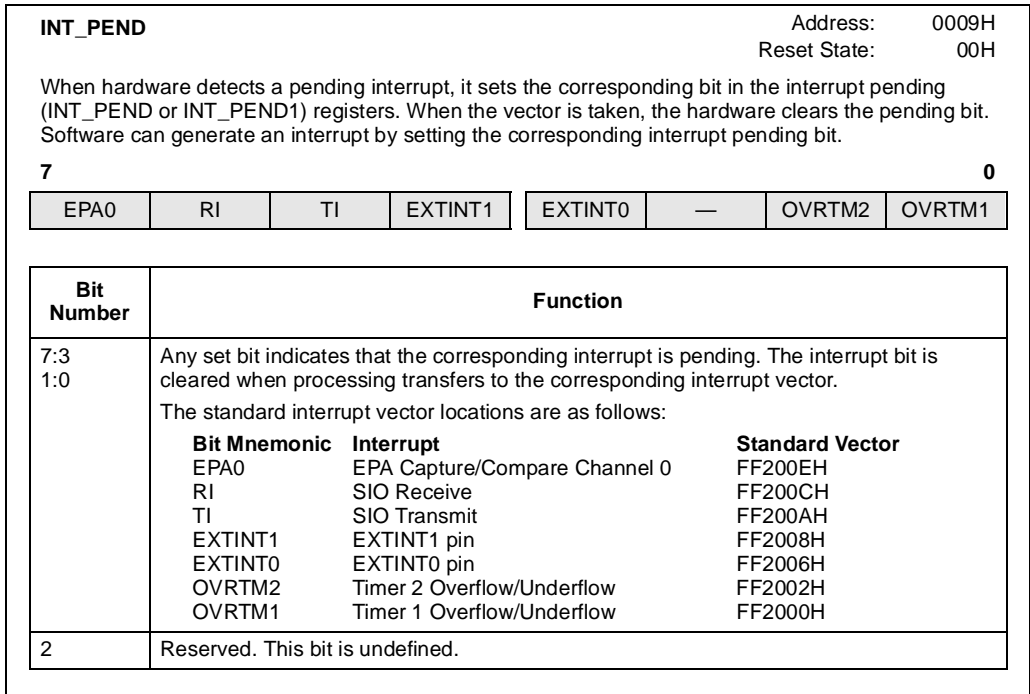 INT_PEND Address: 0009H
Reset State: 00H
When hardware detects a pending interrupt, it sets the corresponding bit in the interrupt pending
(INT_PEND or INT_PEND1) registers. When the vector is taken, the hardware clears the pending bit.
Software can generate an interrupt by setting the corresponding interrupt pending bit.
7 0
EPA0 RI TI EXTINT1 EXTINT0 — OVRTM2 OVRTM1
Bit
Number Function
7:3 Any set bit indicates that the corresponding interrupt is pending. The interrupt bit is
1:0 cleared when processing transfers to the corresponding interrupt vector.
The standard interrupt vector locations are as follows:
Bit Mnemonic Interrupt Standard Vector
EPA0 EPA Capture/Compare Channel 0 FF200EH
RI SIO Receive FF200CH
TI SIO Transmit FF200AH
EXTINT1 EXTINT1 pin FF2008H
EXTINT0 EXTINT0 pin FF2006H
OVRTM2 Timer 2 Overflow/Underflow FF2002H
OVRTM1 Timer 1 Overflow/Underflow FF2000H
2 Reserved. This bit is undefined.